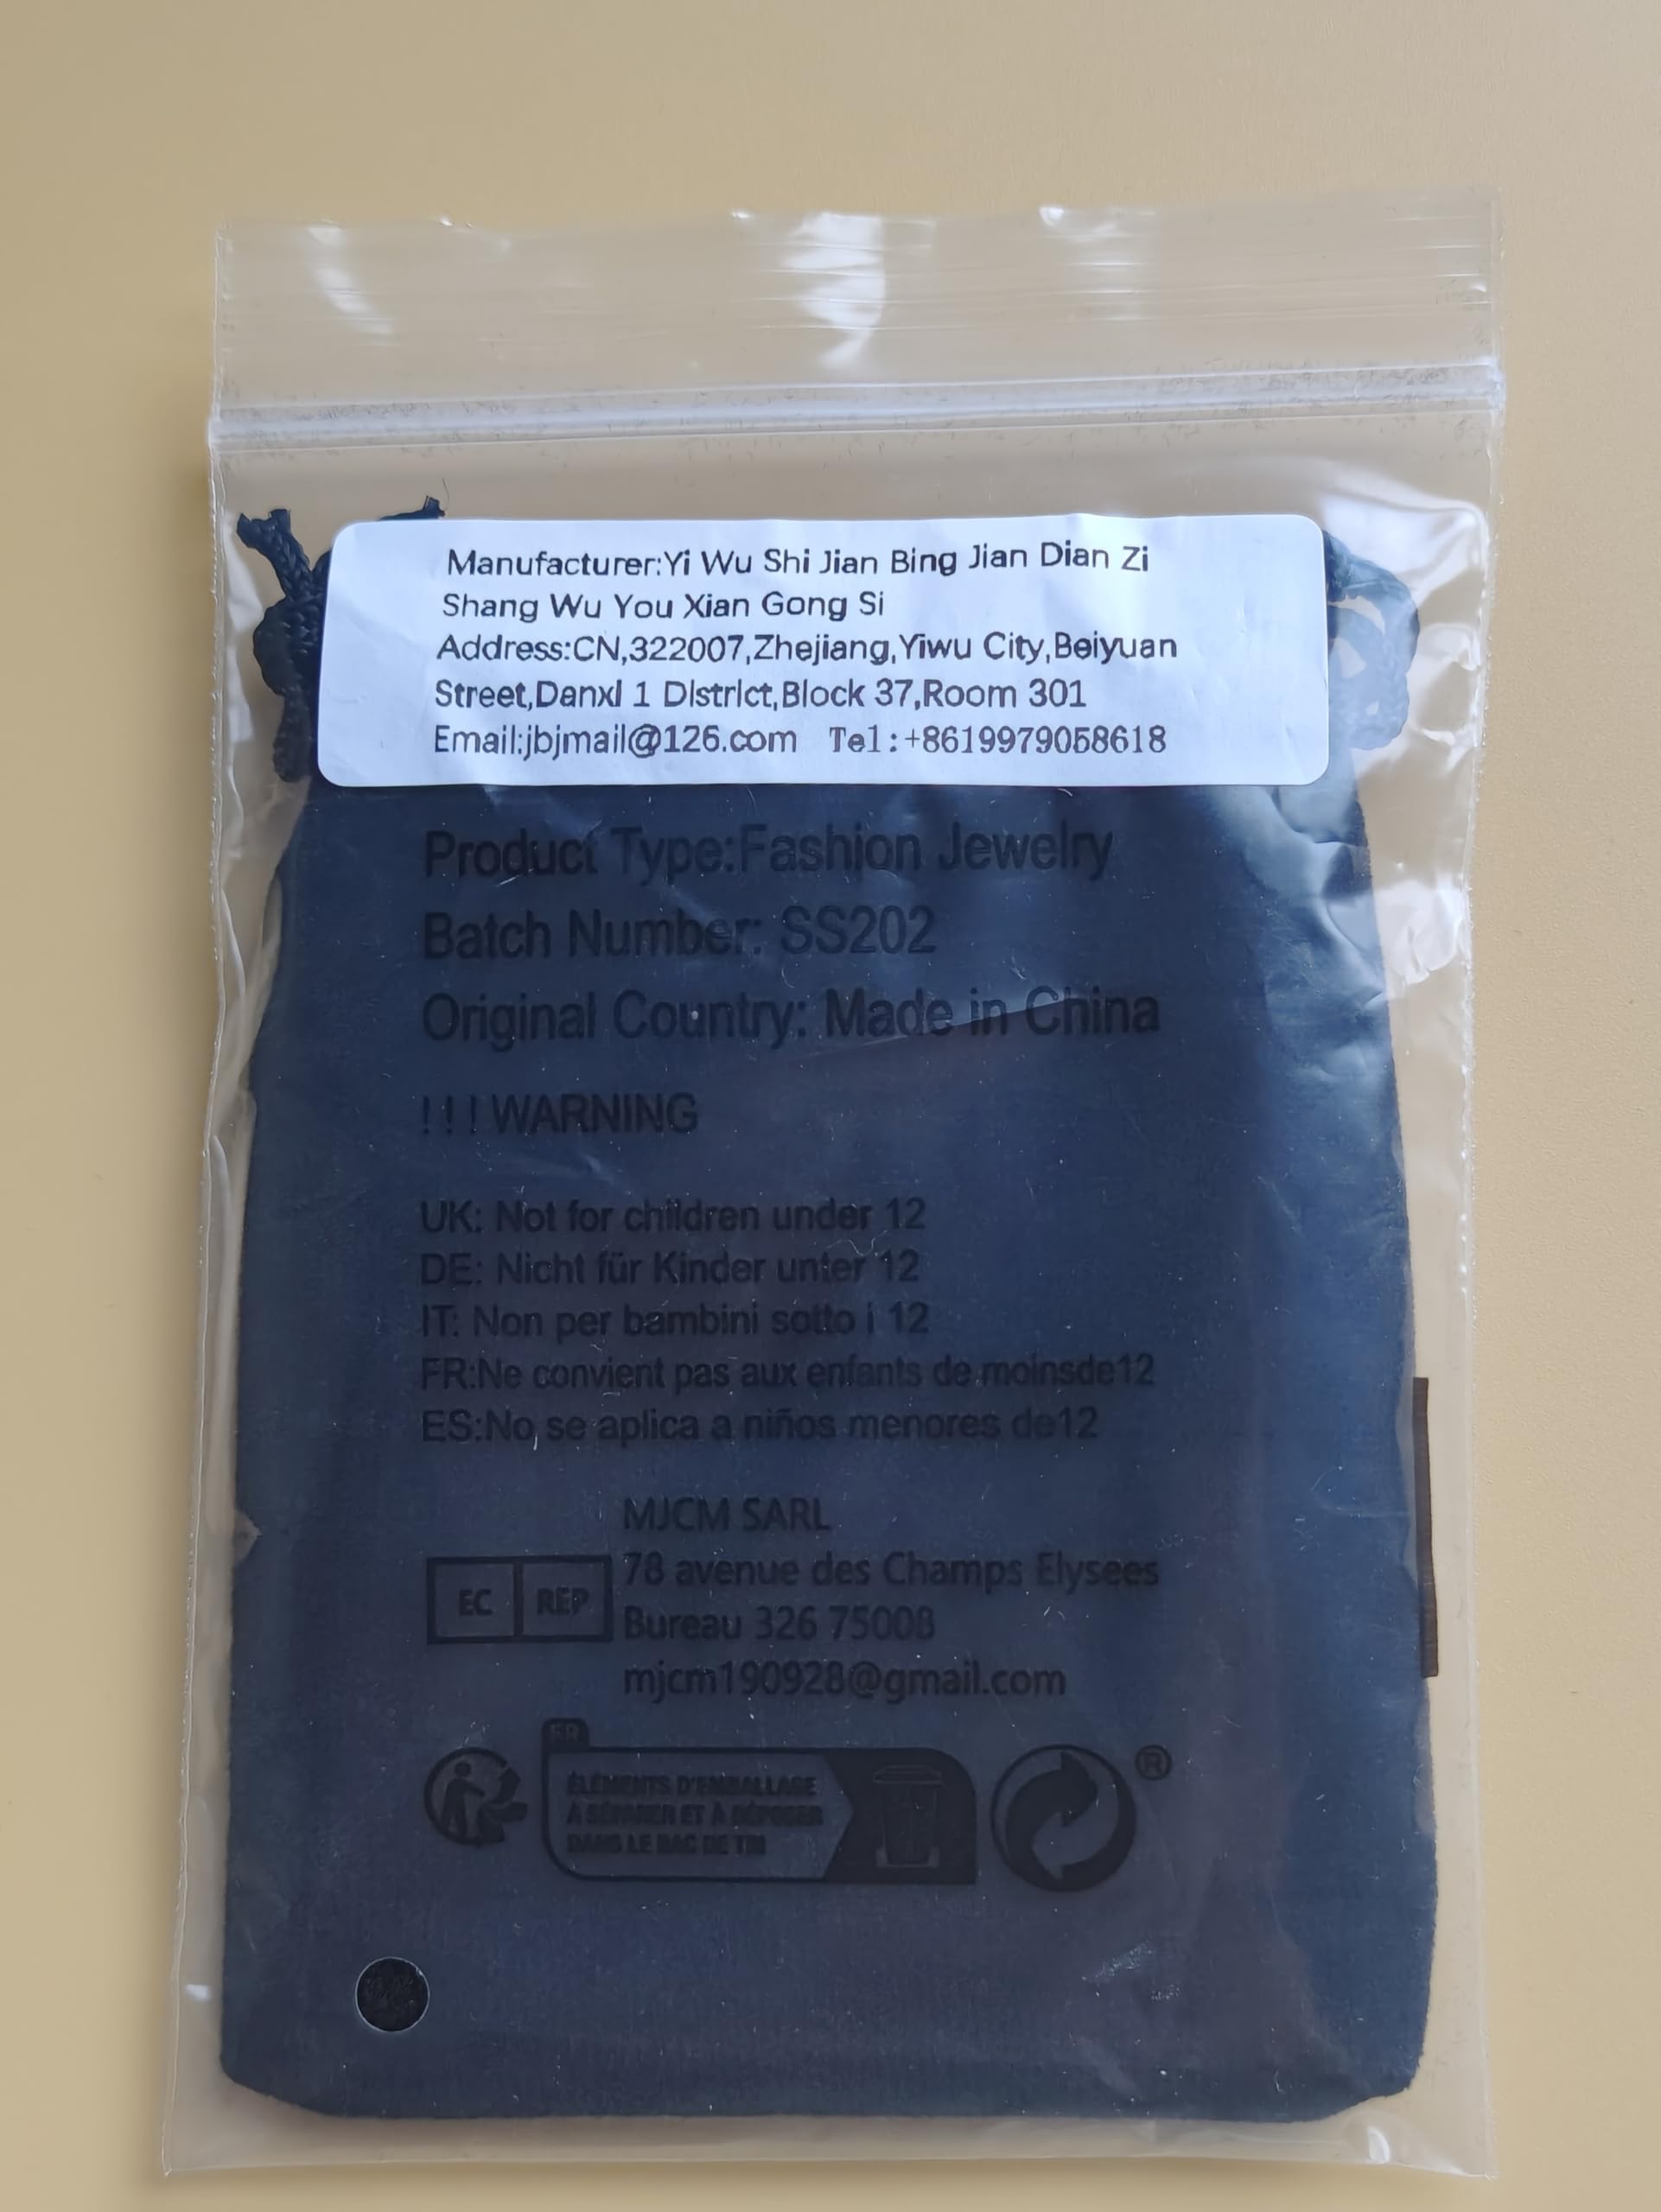 Manufacturer:Yi Wu Shi Jian Bing Jian Dian Zi
Shang Wu You Xian Gong Si
Address:CN,322007,Zhejiang,Yiwu City,Beiyuan
Street,Danxi 1 District,Block 37,Room 301
Email:jbjmail@126.com Tel:+8619979058618
Product Type:Fashion Jewelry
Batch Number: SS202
Original Country: Made in China
!!! WARNING
UK: Not for children under 12
DE: Nicht für Kinder unter 12
IT: Non per bambini sotto i 12
FR:Ne convient pas aux enfants de moinsde12
ES:No se aplica a niños menores de12
MJCM SARL
78 avenue des Champs Elysees
EC REP
Bureau 326 75008
mjcm190928@gmail.com
FR
ÉLÉMENTS D'EMBALLAGE
À SÉPARER ET À DÉPOSER
DANS LE BAC DE TRI
®